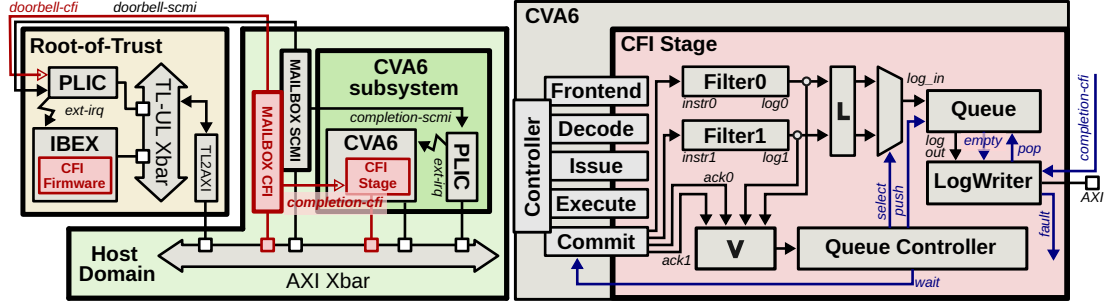 doorbell-cfi
doorbell-scmi
Root-of-Trust
PLIC
ext-irq
IBEX
CFI
Firmware
TL-UL Xbar
TL2AXI
MAILBOX CFI
MAILBOX SCMI
CVA6
subsystem
completion-scmi
CVA6
CFI
Stage
ext-irq
PLIC
completion-cfi
Host
Domain
AXI Xbar
CVA6
Controller
Frontend
Decode
Issue
Execute
Commit
CFI Stage
Filter0
instr0
log0
Filter1
instr1
log1
L
log_in
Queue
log
out
empty
pop
completion-cfi
LogWriter
AXI
fault
select
push
ack0
ack1
V
Queue Controller
wait